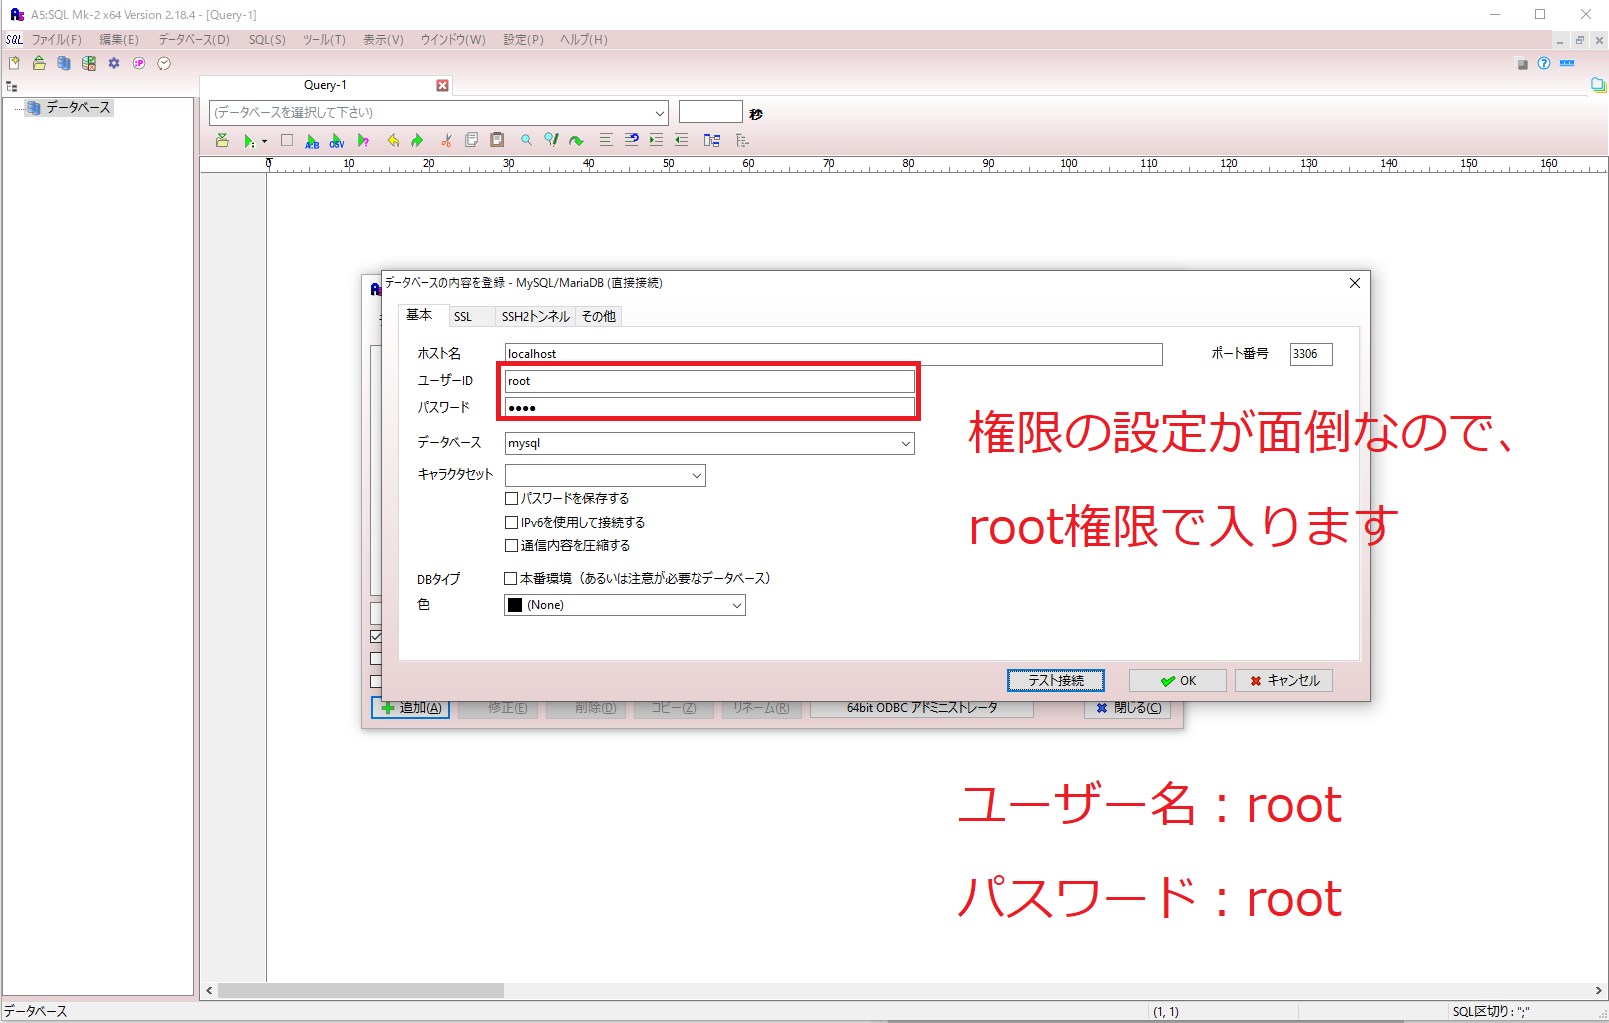 A5:SQL Mk-2 x64 Version 2.18.4 - [Query-1]
SQL ファイル(F) 編集(E) データベース(D) SQL(S) ツール(T) 表示(V) ウインドウ(W) 設定(P) ヘルプ(H)
Query-1
データベース
(データベースを選択して下さい) 秒
0 10 20 30 40 50 60 70 80 90 100 110 120 130 140 150 160
データベースの内容を登録 - MySQL/MariaDB (直接接続)
基本 SSL SSH2トンネル その他
ホスト名 localhost ポート番号 3306
ユーザーID root
パスワード ●●●●
データベース mysql
キャラクタセット
パスワードを保存する
IPv6を使用して接続する
通信内容を圧縮する
DBタイプ 本番環境（あるいは注意が必要なデータベース）
色 (None)
テスト接続 OK キャンセル
追加(A) 修正(E) 削除(D) コピー(Z) リネーム(R) 64bit ODBC アドミニストレータ 閉じる(C)
権限の設定が面倒なので、
root権限で入ります
ユーザー名：root
パスワード：root
データベース (1, 1) SQL区切り : ";"